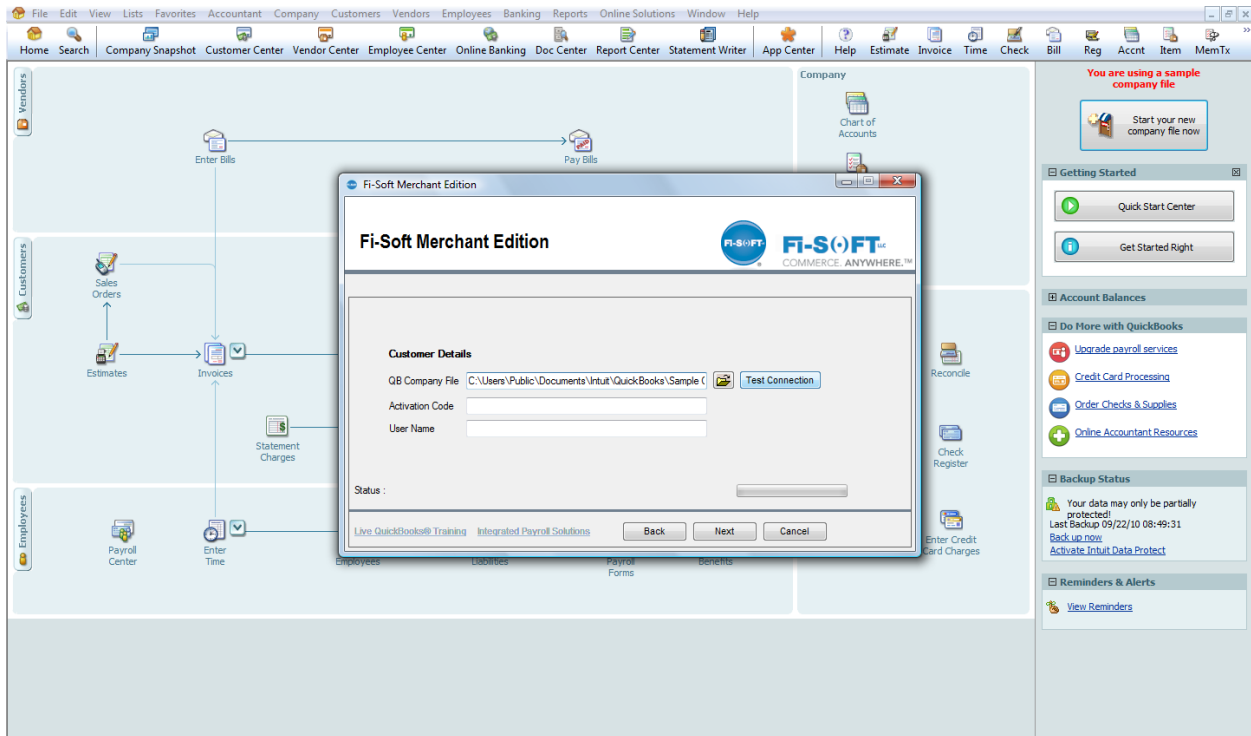 File Edit View Lists Favorites Accountant Company Customers Vendors Employees Banking Reports Online Solutions Window Help
Home Search Company Snapshot Customer Center Vendor Center Employee Center Online Banking Doc Center Report Center Statement Writer App Center Help Estimate Invoice Time Check Bill Reg Accnt Item MemTx
Vendors
Enter Bills
Pay Bills
Company
Chart of
Accounts
Customers
Sales
Orders
Estimates
Invoices
Statement
Charges
Reconcile
Check
Register
Employees
Payroll
Center
Enter
Time
Employees
Liabilities
Payroll
Forms
Benefits
Enter Credit
Card Charges
Fi-Soft Merchant Edition
Fi-Soft Merchant Edition
Fi-SOFT
Fi-SOFT LLC
COMMERCE. ANYWHERE.™
Customer Details
QB Company File C:\Users\Public\Documents\Intuit\QuickBooks\Sample Test Connection
Activation Code
User Name
Status :
Live QuickBooks® Training Integrated Payroll Solutions Back Next Cancel
You are using a sample
company file
Start your new
company file now
Getting Started
Quick Start Center
Get Started Right
Account Balances
Do More with QuickBooks
Upgrade payroll services
Credit Card Processing
Order Checks & Supplies
Online Accountant Resources
Backup Status
Your data may only be partially
protected!
Last Backup 09/22/10 08:49:31
Back up now
Activate Intuit Data Protect
Reminders & Alerts
View Reminders